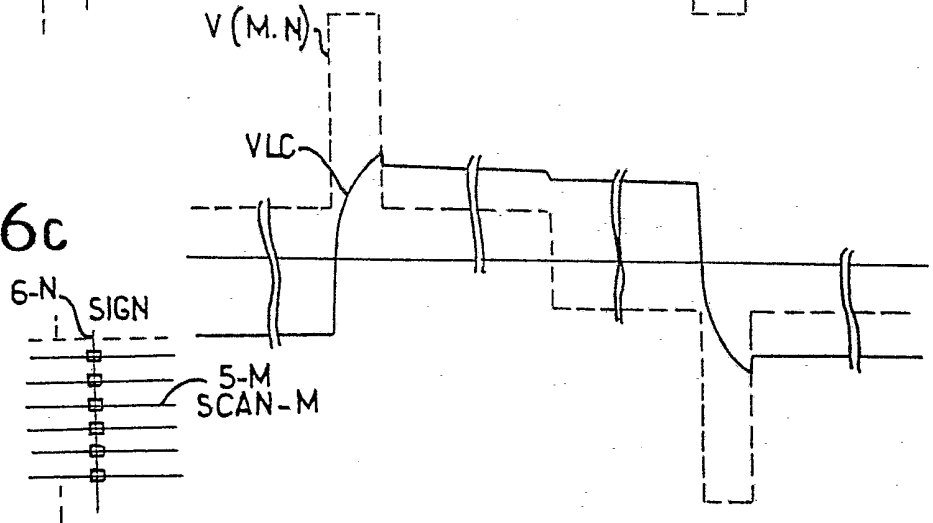 V(M.N)
VLC
6c
6-N
SIGN
5-M
SCAN-M